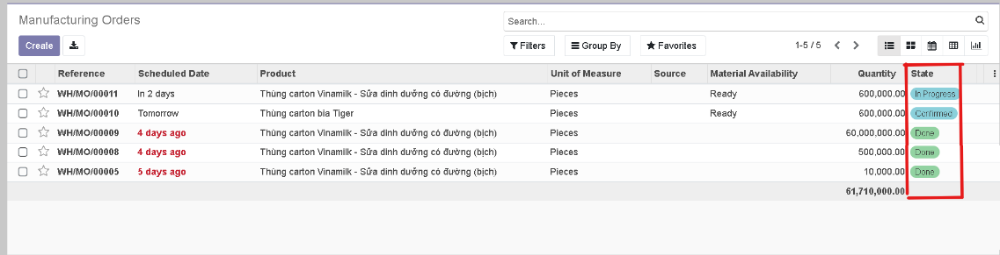 Manufacturing Orders
Search...
Create
Filters Group By Favorites 1-5 / 5
Reference Scheduled Date Product Unit of Measure Source Material Availability Quantity State
WH/MO/00011 In 2 days Thùng carton Vinamilk - Sữa dinh dưỡng có đường (bịch) Pieces Ready 600,000.00 In Progress
WH/MO/00010 Tomorrow Thùng carton bia Tiger Pieces Ready 600,000.00 Confirmed
WH/MO/00009 4 days ago Thùng carton Vinamilk - Sữa dinh dưỡng có đường (bịch) Pieces 60,000,000.00 Done
WH/MO/00008 4 days ago Thùng carton Vinamilk - Sữa dinh dưỡng có đường (bịch) Pieces 500,000.00 Done
WH/MO/00005 5 days ago Thùng carton Vinamilk - Sữa dinh dưỡng có đường (bịch) Pieces 10,000.00 Done
61,710,000.00